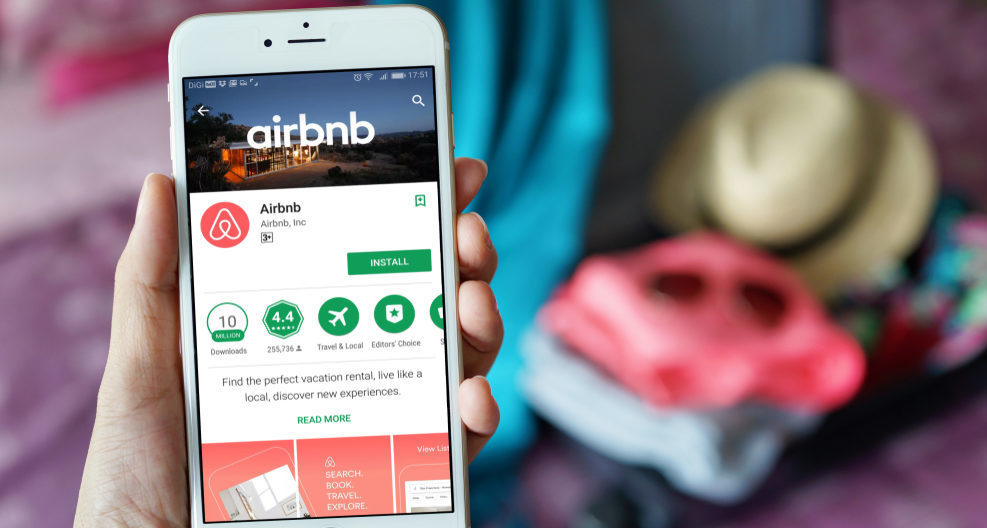 DiGi 17:51
airbnb
Airbnb
Airbnb, Inc
3+
INSTALL
10
MILLION
Downloads
4.4
255,736
Travel & Local
Editors' Choice
S
Find the perfect vacation rental, live like a
local, discover new experiences.
READ MORE
SEARCH.
BOOK.
TRAVEL.
EXPLORE.
View List